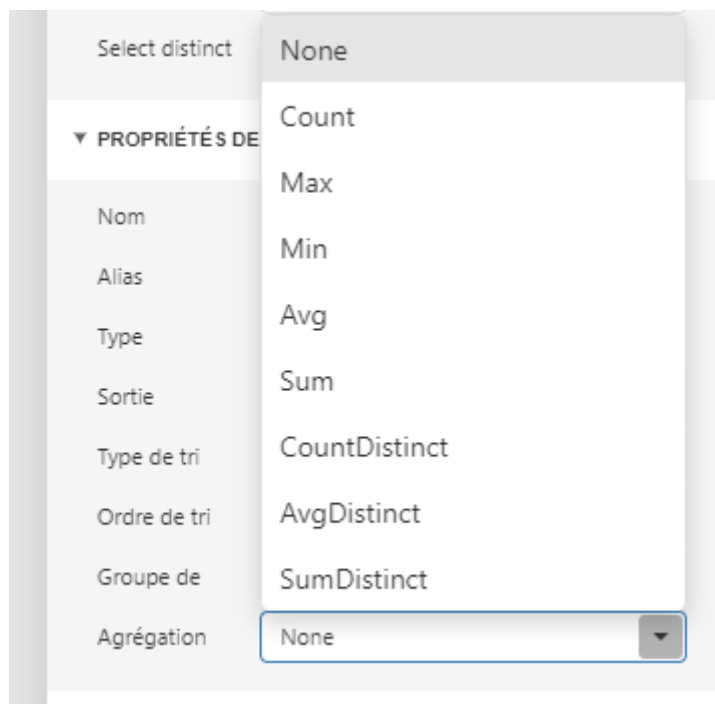 Select distinct
None
Count
▼ PROPRIÉTÉS DE
Max
Nom
Min
Alias
Avg
Type
Sum
Sortie
CountDistinct
Type de tri
AvgDistinct
Ordre de tri
SumDistinct
Groupe de
Agrégation None